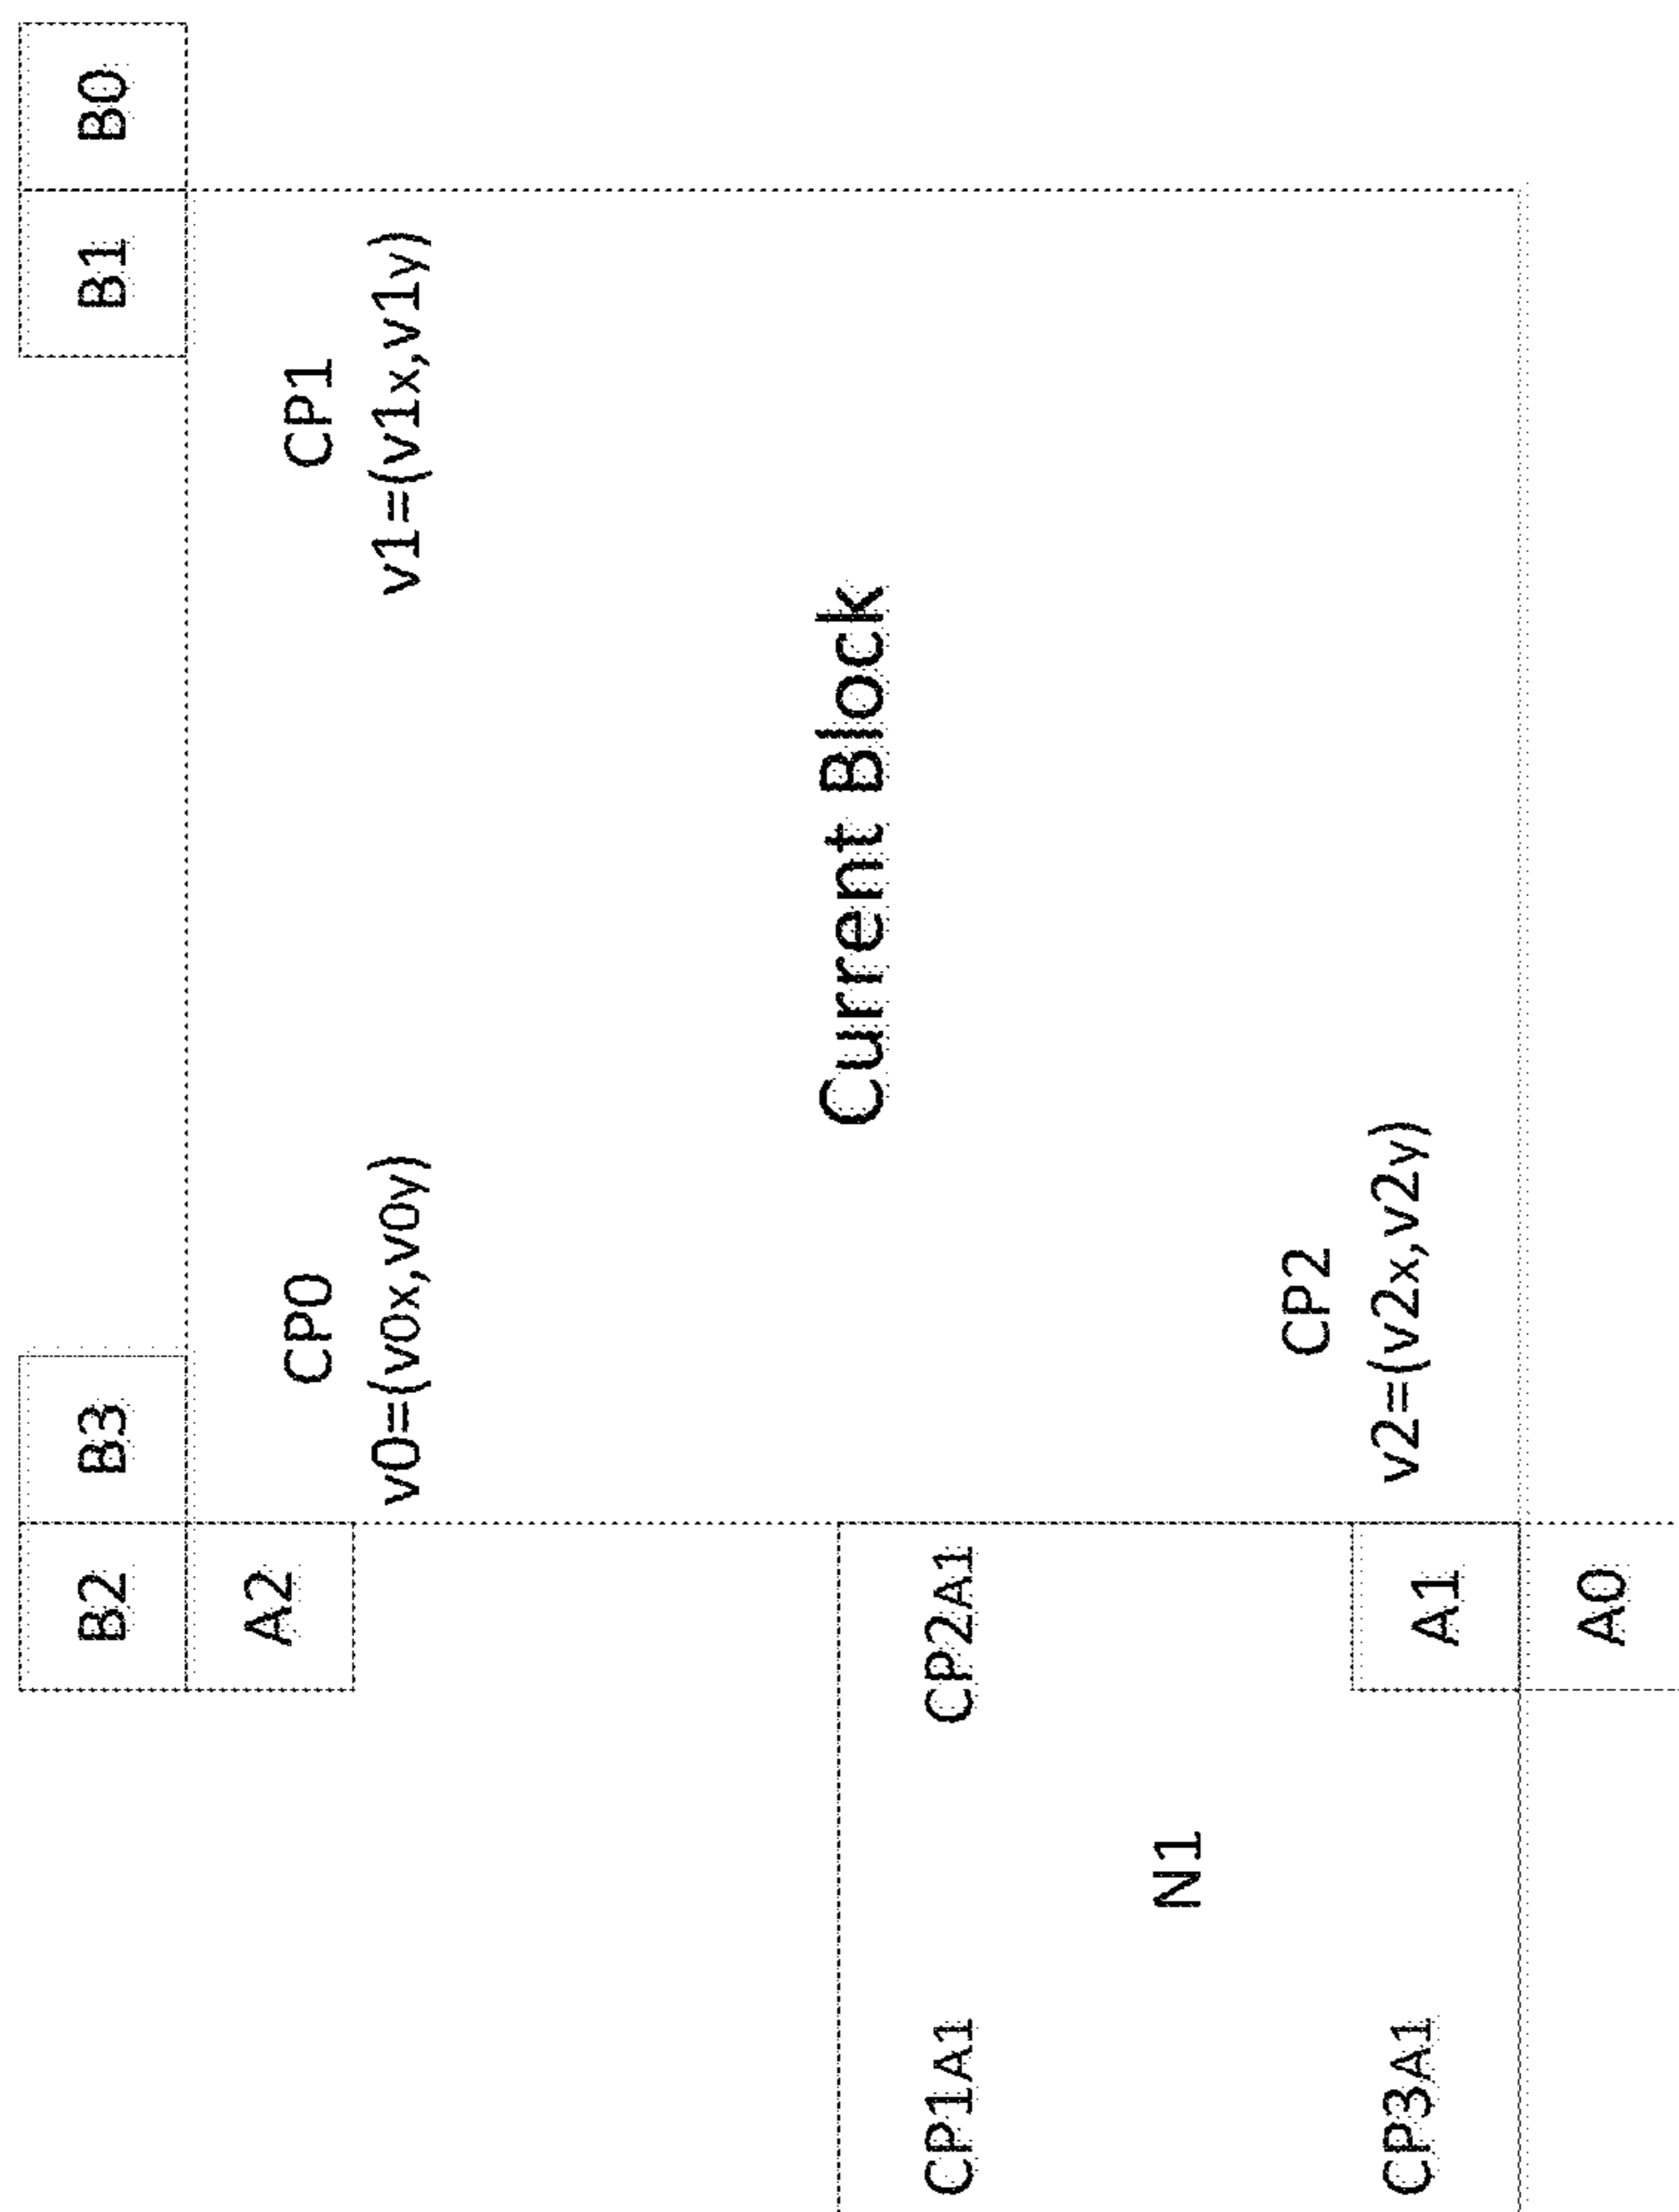 B2
B3
B1
B0
A2
CP0
v0=(v0x,v0y)
CP1
v1=(v1x,v1y)
Current Block
CP1A1
CP2A1
N1
CP2
v2=(v2x,v2y)
CP3A1
A1
A0